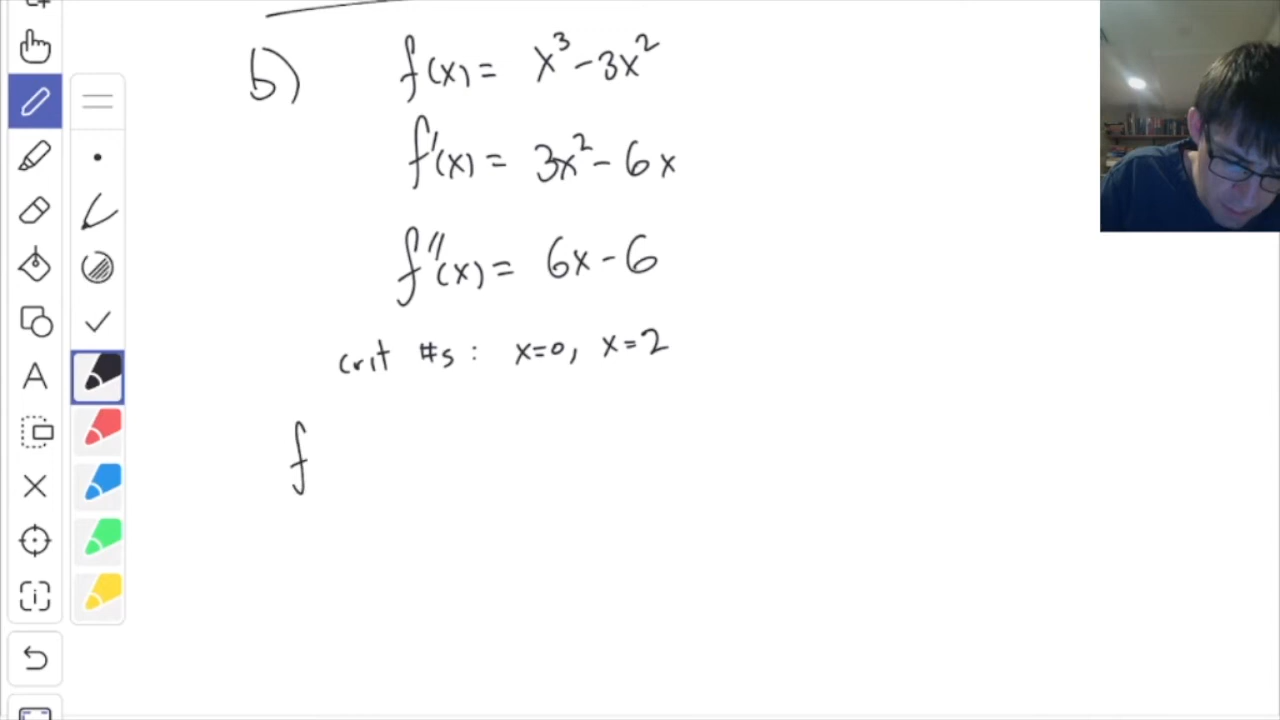 b) f(x) = x³ - 3x²
f'(x) = 3x² - 6x
f''(x) = 6x - 6
crit #s : x=0, x=2
f
A